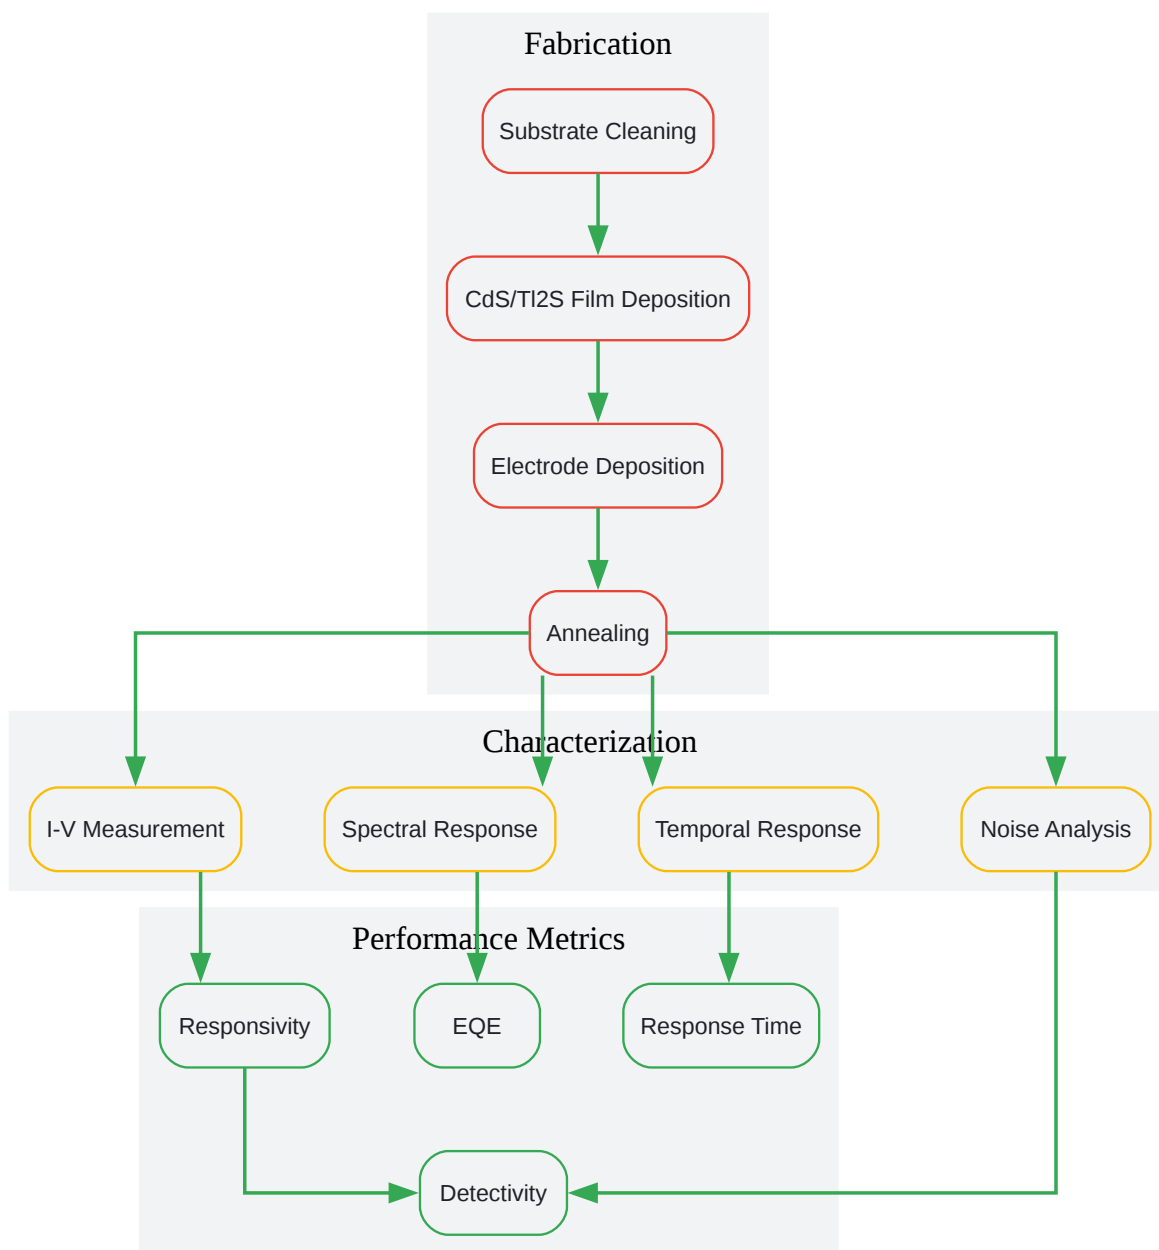 Fabrication
Substrate Cleaning
CdS/Tl2S Film Deposition
Electrode Deposition
Annealing
Characterization
I-V Measurement
Spectral Response
Temporal Response
Noise Analysis
Performance Metrics
Responsivity
EQE
Response Time
Detectivity